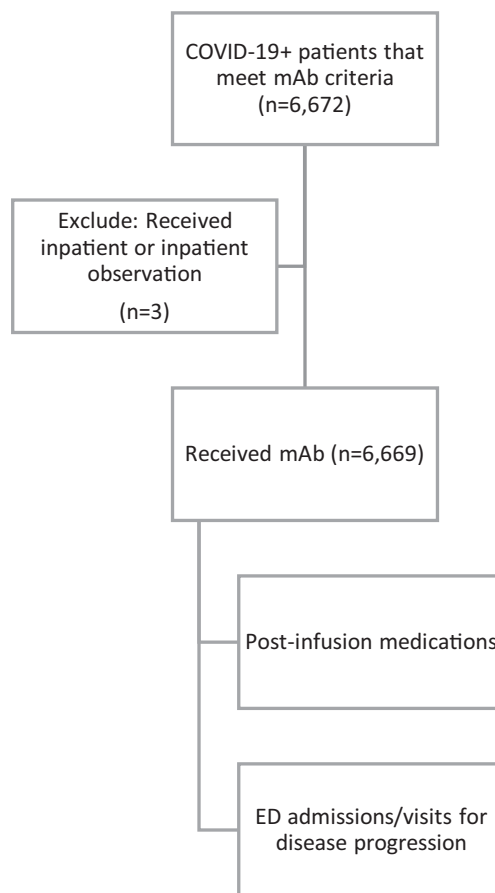 COVID-19+ patients that
meet mAb criteria
(n=6,672)
Exclude: Received
inpatient or inpatient
observation
(n=3)
Received mAb (n=6,669)
Post-infusion medications
ED admissions/visits for
disease progression